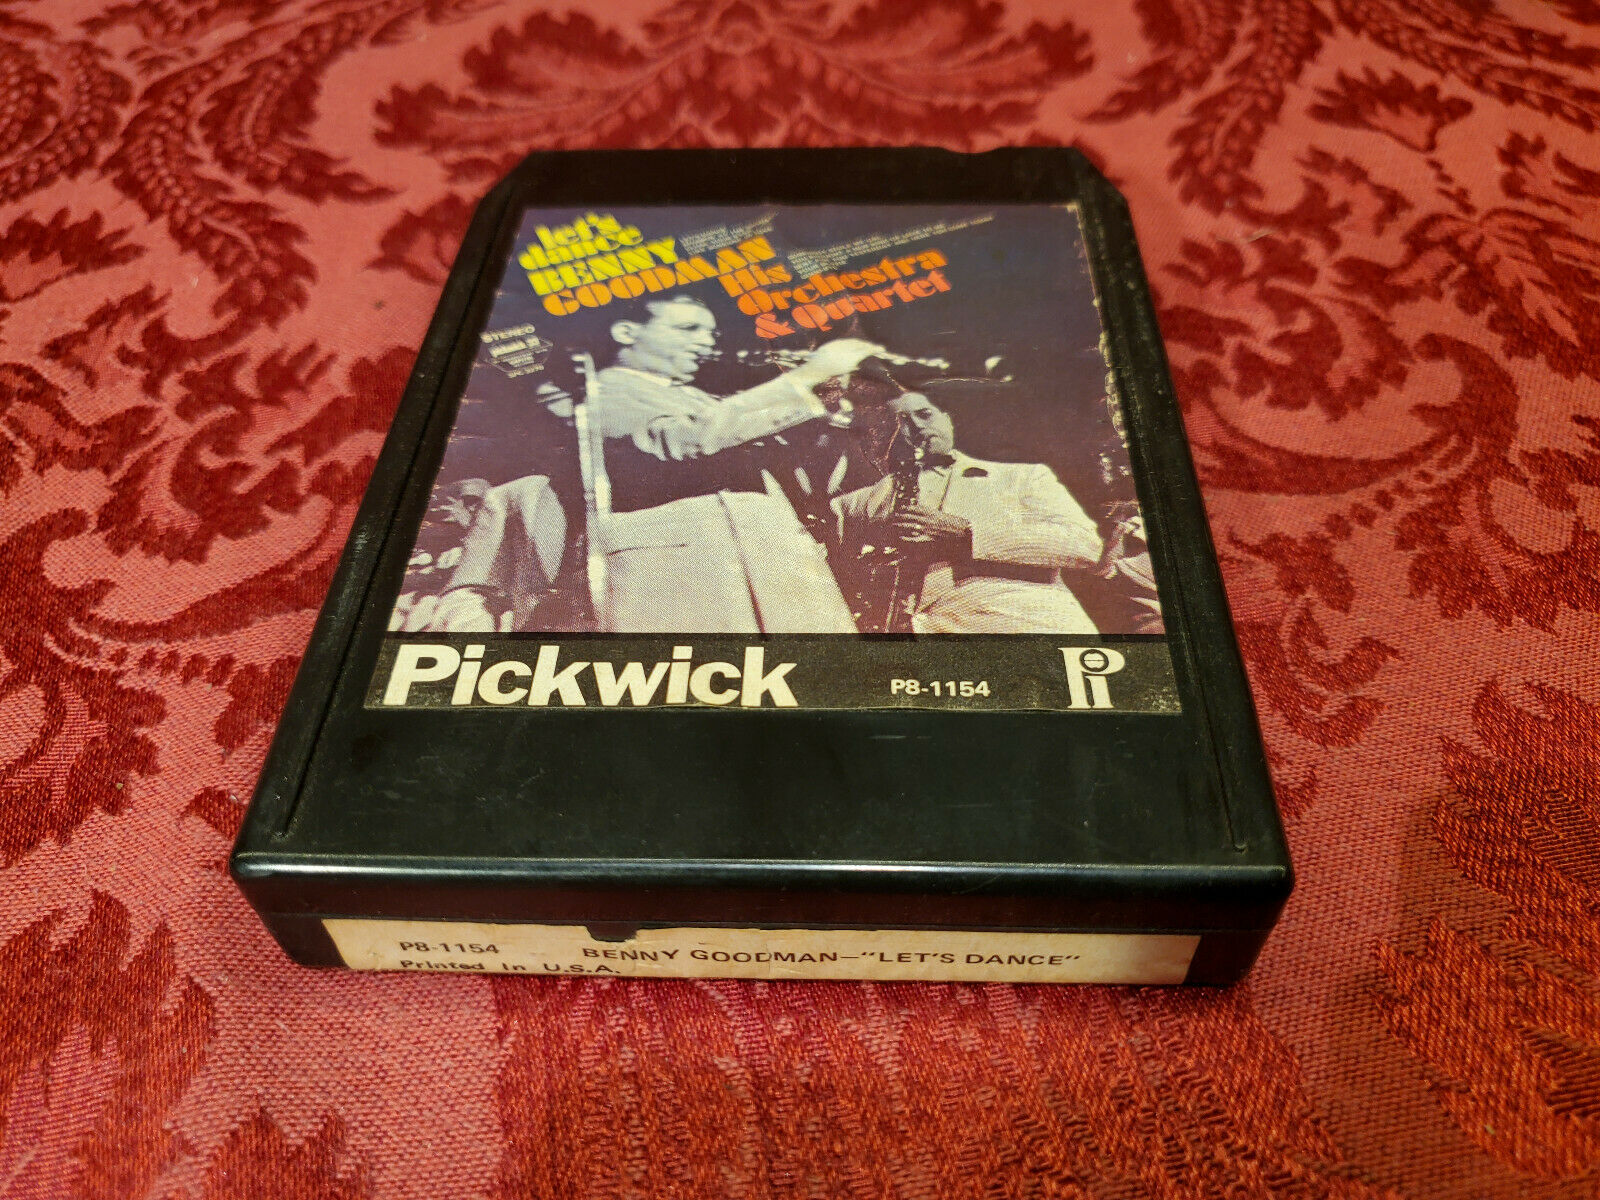 let's
dance
BENNY
GOODMAN
His
Orchestra
& Quartet
STEREO
Pickwick
P8-1154
Pi
P8-1154
BENNY GOODMAN—"LET'S DANCE"
Printed in U.S.A.